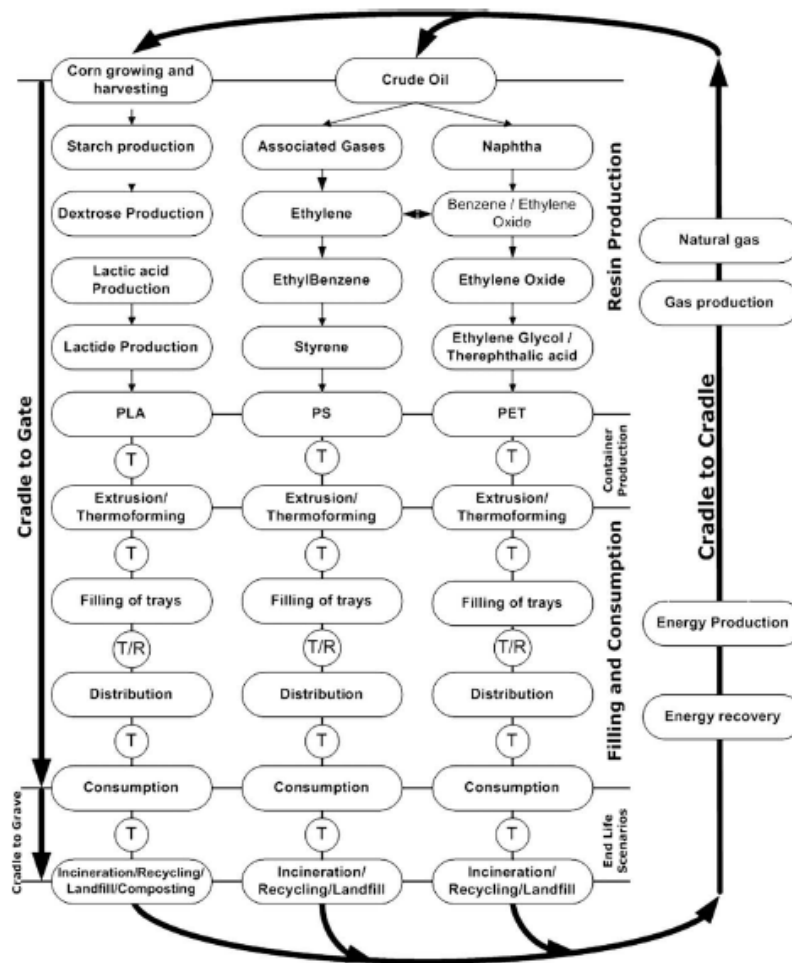 Corn growing and
harvesting
Crude Oil
Starch production
Associated Gases
Naphtha
Dextrose Production
Ethylene
Benzene / Ethylene
Oxide
Lactic acid
Production
EthylBenzene
Ethylene Oxide
Lactide Production
Styrene
Ethylene Glycol /
Therephthalic acid
PLA
PS
PET
T
T
T
Extrusion/
Thermoforming
Extrusion/
Thermoforming
Extrusion/
Thermoforming
T
T
T
Filling of trays
Filling of trays
Filling of trays
T/R
T/R
T/R
Distribution
Distribution
Distribution
T
T
T
Consumption
Consumption
Consumption
T
T
T
Incineration/Recycling/
Landfill/Composting
Incineration/
Recycling/Landfill
Incineration/
Recycling/Landfill
Cradle to Gate
Cradle to Grave
Resin Production
Container
Production
Filling and Consumption
End Life
Scenarios
Natural gas
Gas production
Cradle to Cradle
Energy Production
Energy recovery